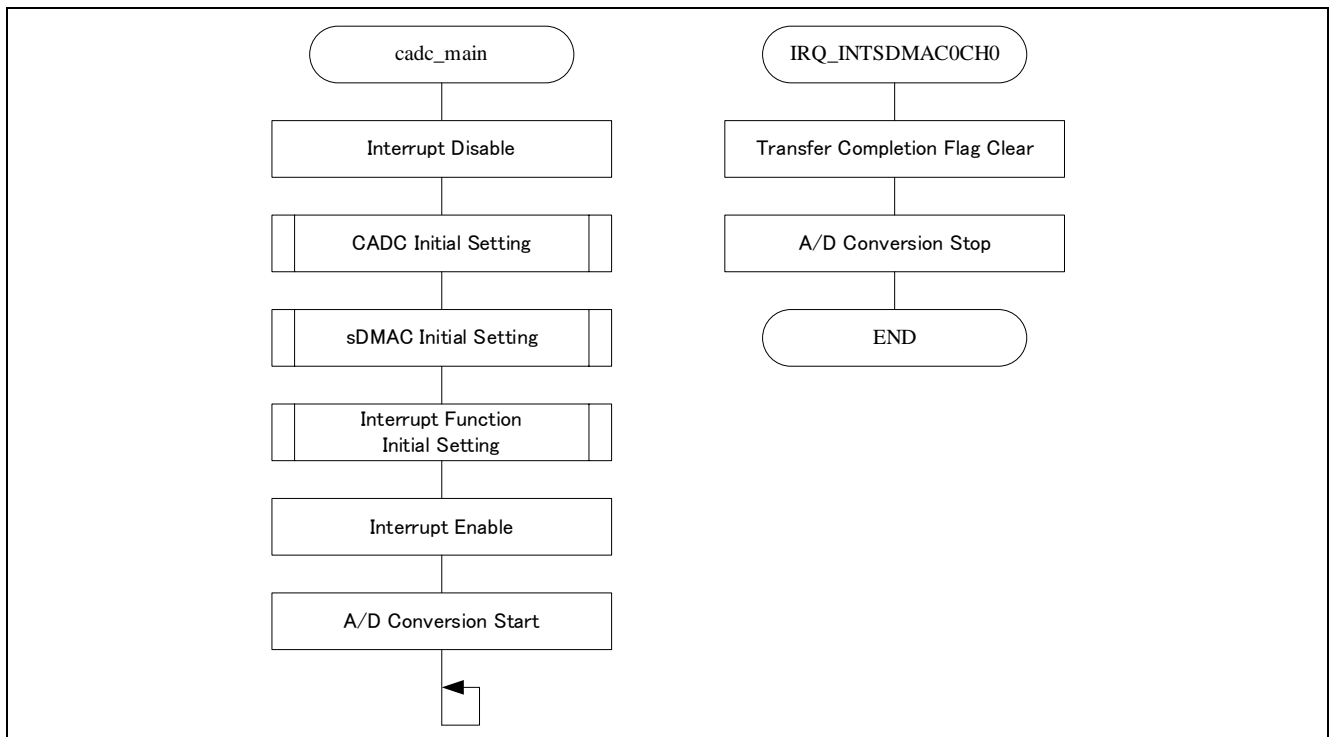 cadc_main
Interrupt Disable
CADC Initial Setting
sDMAC Initial Setting
Interrupt Function
Initial Setting
Interrupt Enable
A/D Conversion Start
IRQ_INTSDMAC0CH0
Transfer Completion Flag Clear
A/D Conversion Stop
END